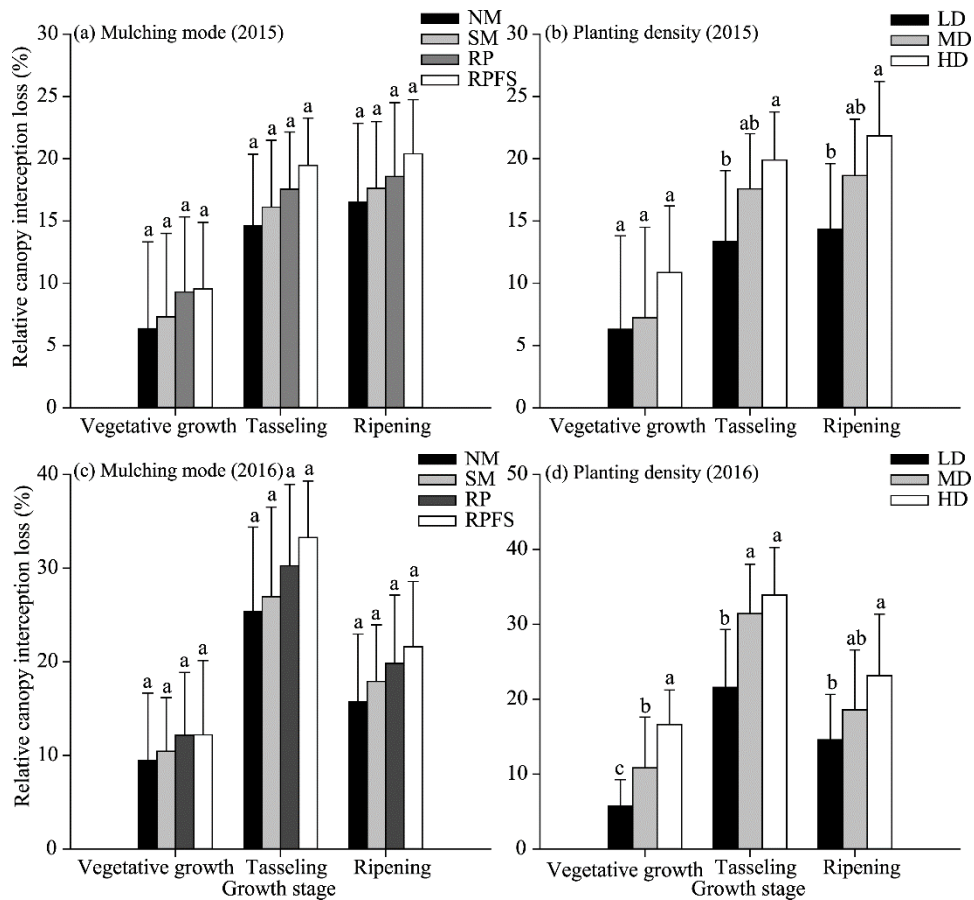 (a) Mulching mode (2015)
NM
SM
RP
RPFS
Relative canopy interception loss (%)
30
25
20
15
10
5
0
a a a a
a a a a
a a a a
Vegetative growth Tasseling Ripening
(b) Planting density (2015)
LD
MD
HD
30
25
20
15
10
5
0
a a a
b ab a
b ab a
Vegetative growth Tasseling Ripening
(c) Mulching mode (2016)
NM
SM
RP
RPFS
Relative canopy interception loss (%)
40
30
20
10
0
a a a a
a a a a
a a a a
Vegetative growth Tasseling Ripening
Growth stage
(d) Planting density (2016)
LD
MD
HD
50
40
30
20
10
0
c b a
b a a
b ab a
Vegetative growth Tasseling Ripening
Growth stage